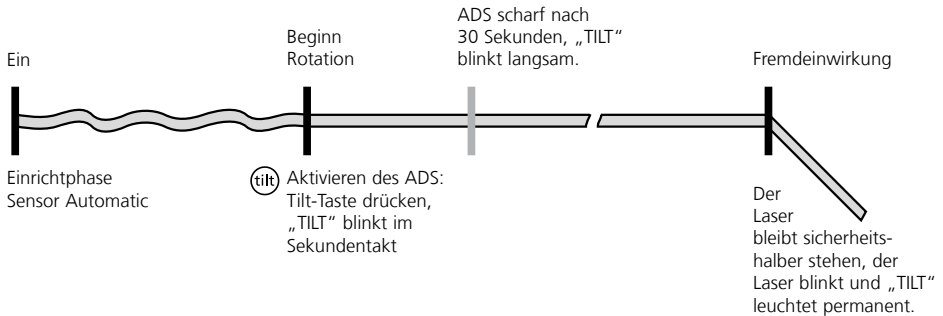 Ein
Beginn
Rotation
ADS scharf nach
30 Sekunden, „TILT“
blinkt langsam.
Fremdeinwirkung
Einrichtphase
Sensor Automatic
tilt
Aktivieren des ADS:
Tilt-Taste drücken,
„TILT“ blinkt im
Sekundentakt
Der
Laser
bleibt sicherheits-
halber stehen, der
Laser blinkt und „TILT“
leuchtet permanent.